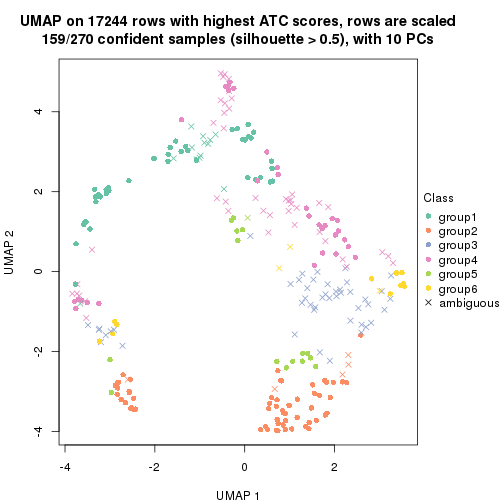 UMAP on 17244 rows with highest ATC scores, rows are scaled
159/270 confident samples (silhouette > 0.5), with 10 PCs
4
2
0
-2
-4
UMAP 2
-4
-2
0
2
UMAP 1
Class
group1
group2
group3
group4
group5
group6
ambiguous